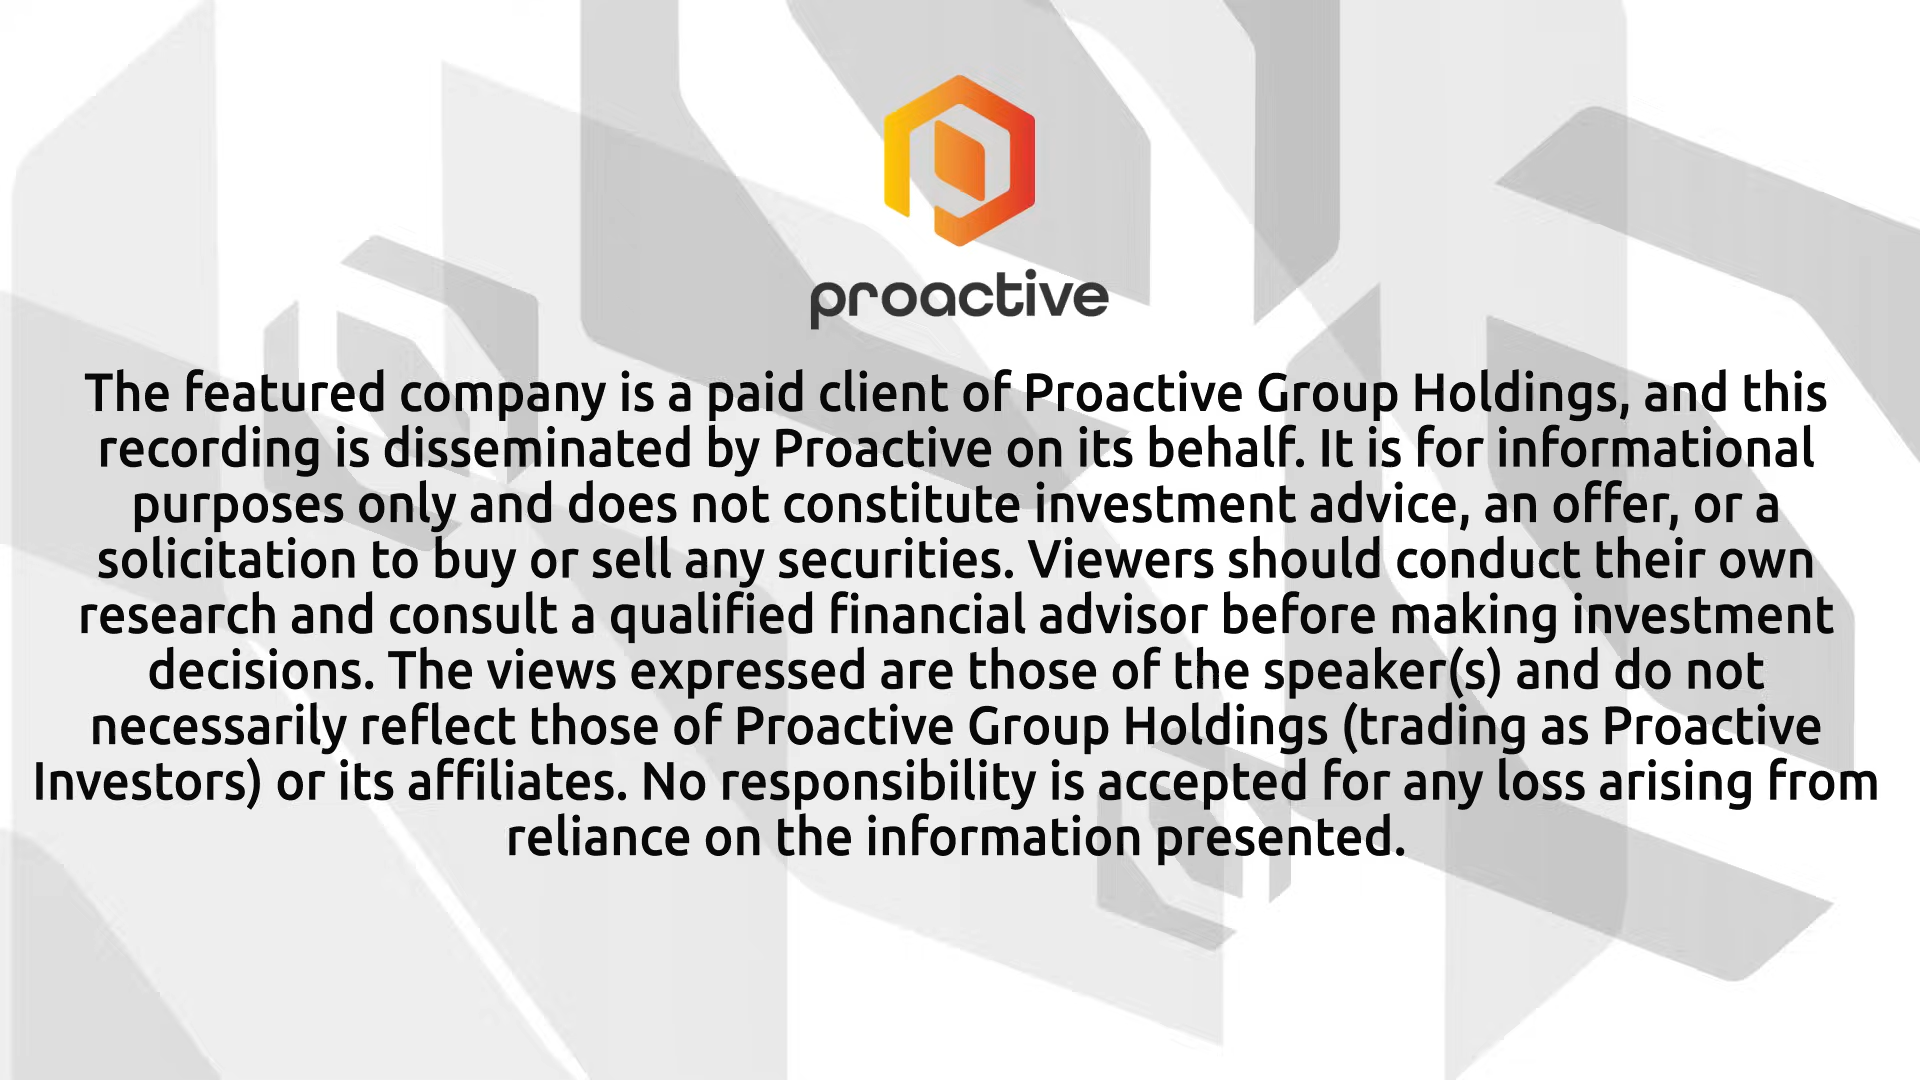 proactive
The featured company is a paid client of Proactive Group Holdings, and this
recording is disseminated by Proactive on its behalf. It is for informational
purposes only and does not constitute investment advice, an offer, or a
solicitation to buy or sell any securities. Viewers should conduct their own
research and consult a qualified financial advisor before making investment
decisions. The views expressed are those of the speaker(s) and do not
necessarily reflect those of Proactive Group Holdings (trading as Proactive
Investors) or its affiliates. No responsibility is accepted for any loss arising from
reliance on the information presented.